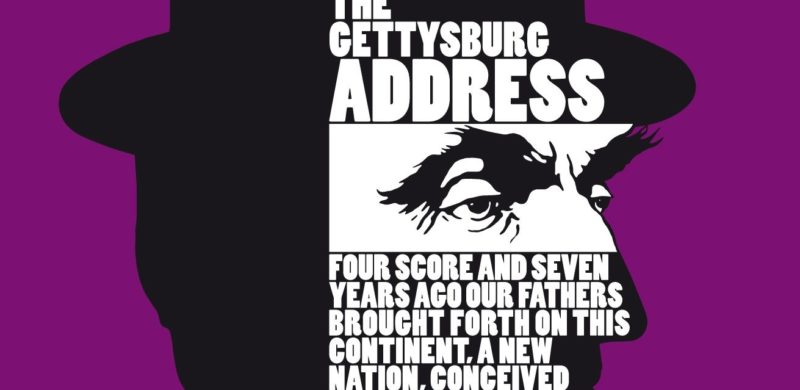 THE
GETTYSBURG
ADDRESS
FOUR SCORE AND SEVEN
YEARS AGO OUR FATHERS
BROUGHT FORTH ON THIS
CONTINENT, A NEW
NATION, CONCEIVED